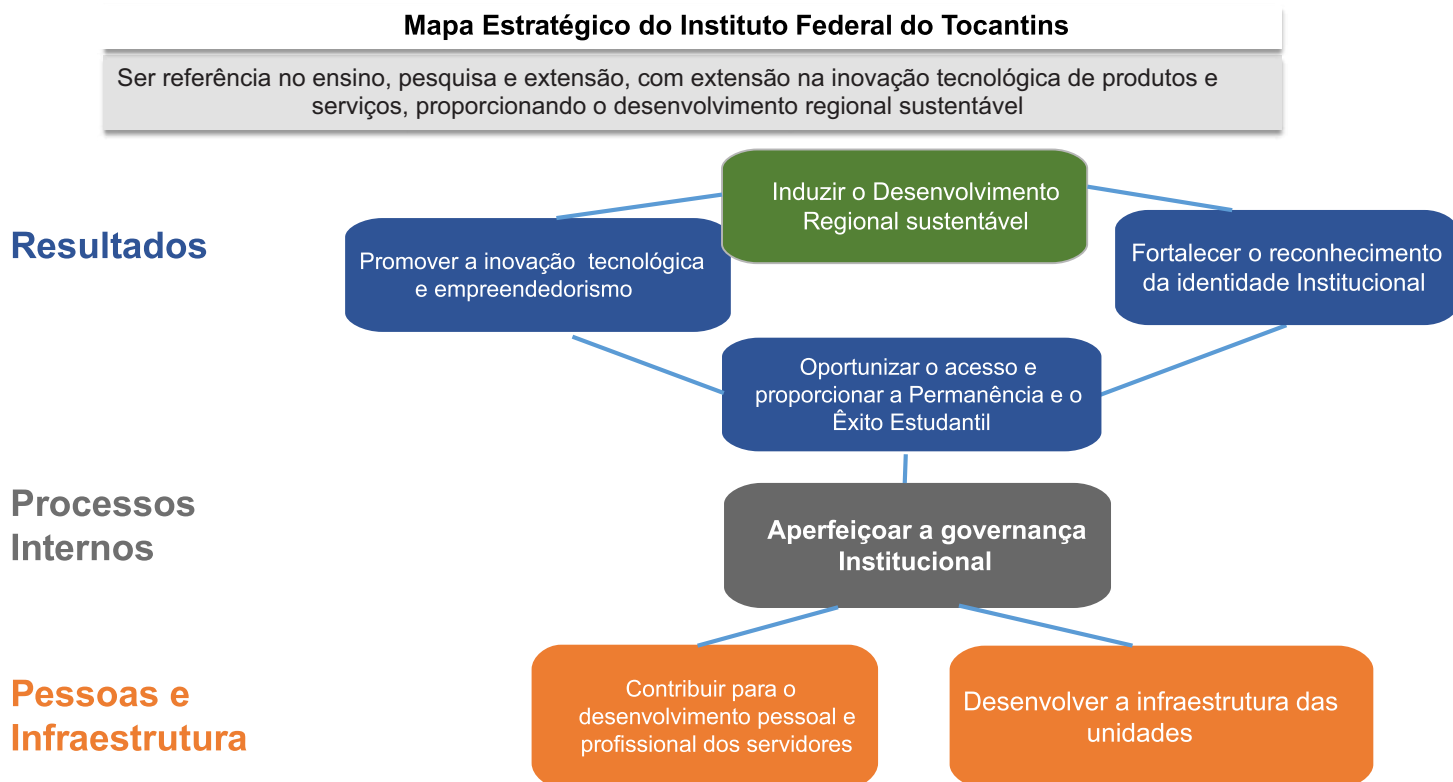 Mapa Estratégico do Instituto Federal do Tocantins
Ser referência no ensino, pesquisa e extensão, com extensão na inovação tecnológica de produtos e
serviços, proporcionando o desenvolvimento regional sustentável
Resultados
Induzir o Desenvolvimento
Regional sustentável
Promover a inovação tecnológica
e empreendedorismo
Fortalecer o reconhecimento
da identidade Institucional
Oportunizar o acesso e
proporcionar a Permanência e o
Êxito Estudantil
Processos
Internos
Aperfeiçoar a governança
Institucional
Pessoas e
Infraestrutura
Contribuir para o
desenvolvimento pessoal e
profissional dos servidores
Desenvolver a infraestrutura das
unidades